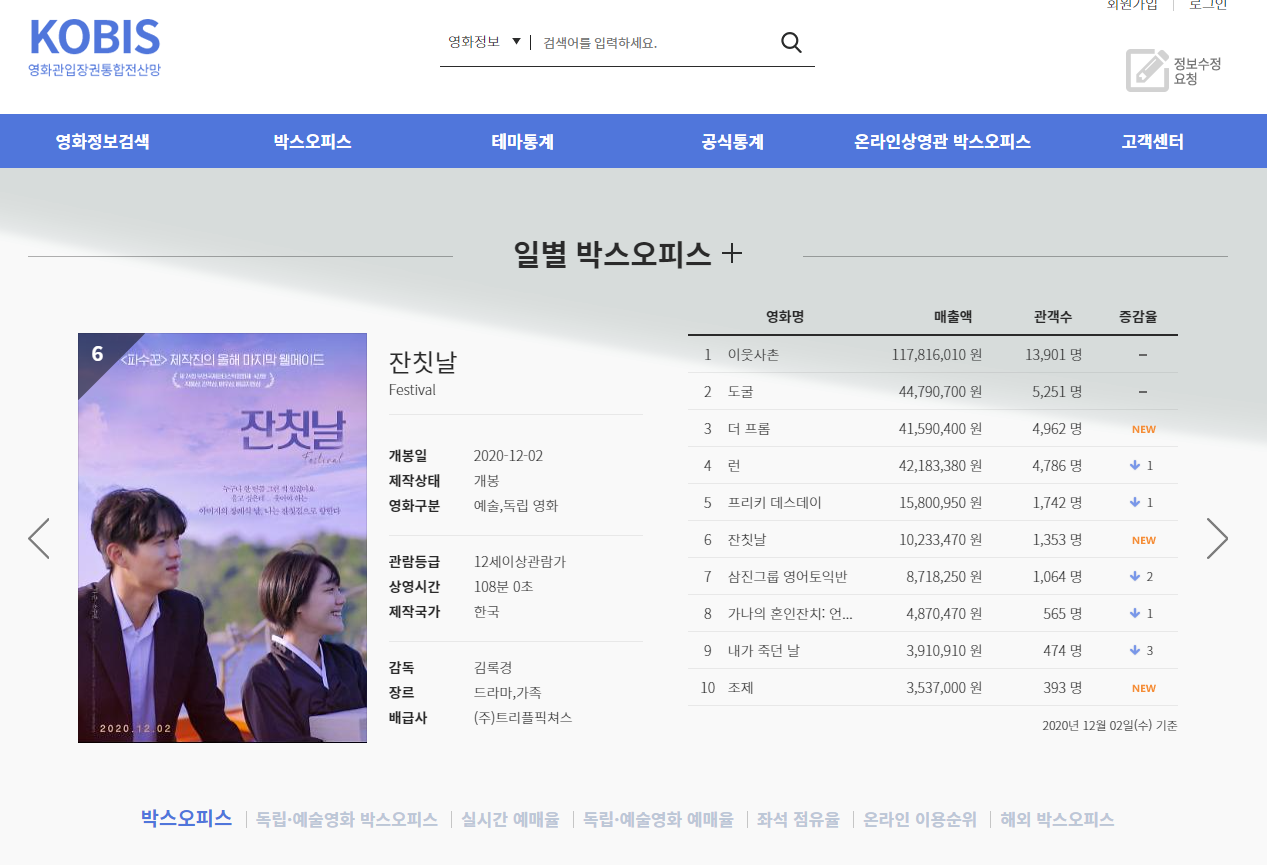 회원가입 로그인
KOBIS
영화관입장권통합전산망
영화정보 검색어를 입력하세요.
정보수정
요청
영화정보검색 박스오피스 테마통계 공식통계 온라인상영관 박스오피스 고객센터
일별 박스오피스
6
<파수꾼> 제작진의 올해 마지막 웰메이드
잔칫날
Festival
아버지의 장례식 날, 나는 잔칫집으로 향한다
2020.12.02
잔칫날
Festival
개봉일 2020-12-02
제작상태 개봉
영화구분 예술,독립 영화
관람등급 12세이상관람가
상영시간 108분 0초
제작국가 한국
감독 김록경
장르 드라마,가족
배급사 (주)트리플픽쳐스
영화명 매출액 관객수 증감율
1 이웃사촌 117,816,010 원 13,901 명 -
2 도굴 44,790,700 원 5,251 명 -
3 더 프롬 41,590,400 원 4,962 명 NEW
4 런 42,183,380 원 4,786 명 1
5 프리키 데스데이 15,800,950 원 1,742 명 1
6 잔칫날 10,233,470 원 1,353 명 NEW
7 삼진그룹 영어토익반 8,718,250 원 1,064 명 2
8 가나의 혼인잔치: 언... 4,870,470 원 565 명 1
9 내가 죽던 날 3,910,910 원 474 명 3
10 조제 3,537,000 원 393 명 NEW
2020년 12월 02일(수) 기준
박스오피스 독립·예술영화 박스오피스 실시간 예매율 독립·예술영화 예매율 좌석 점유율 온라인 이용순위 해외 박스오피스